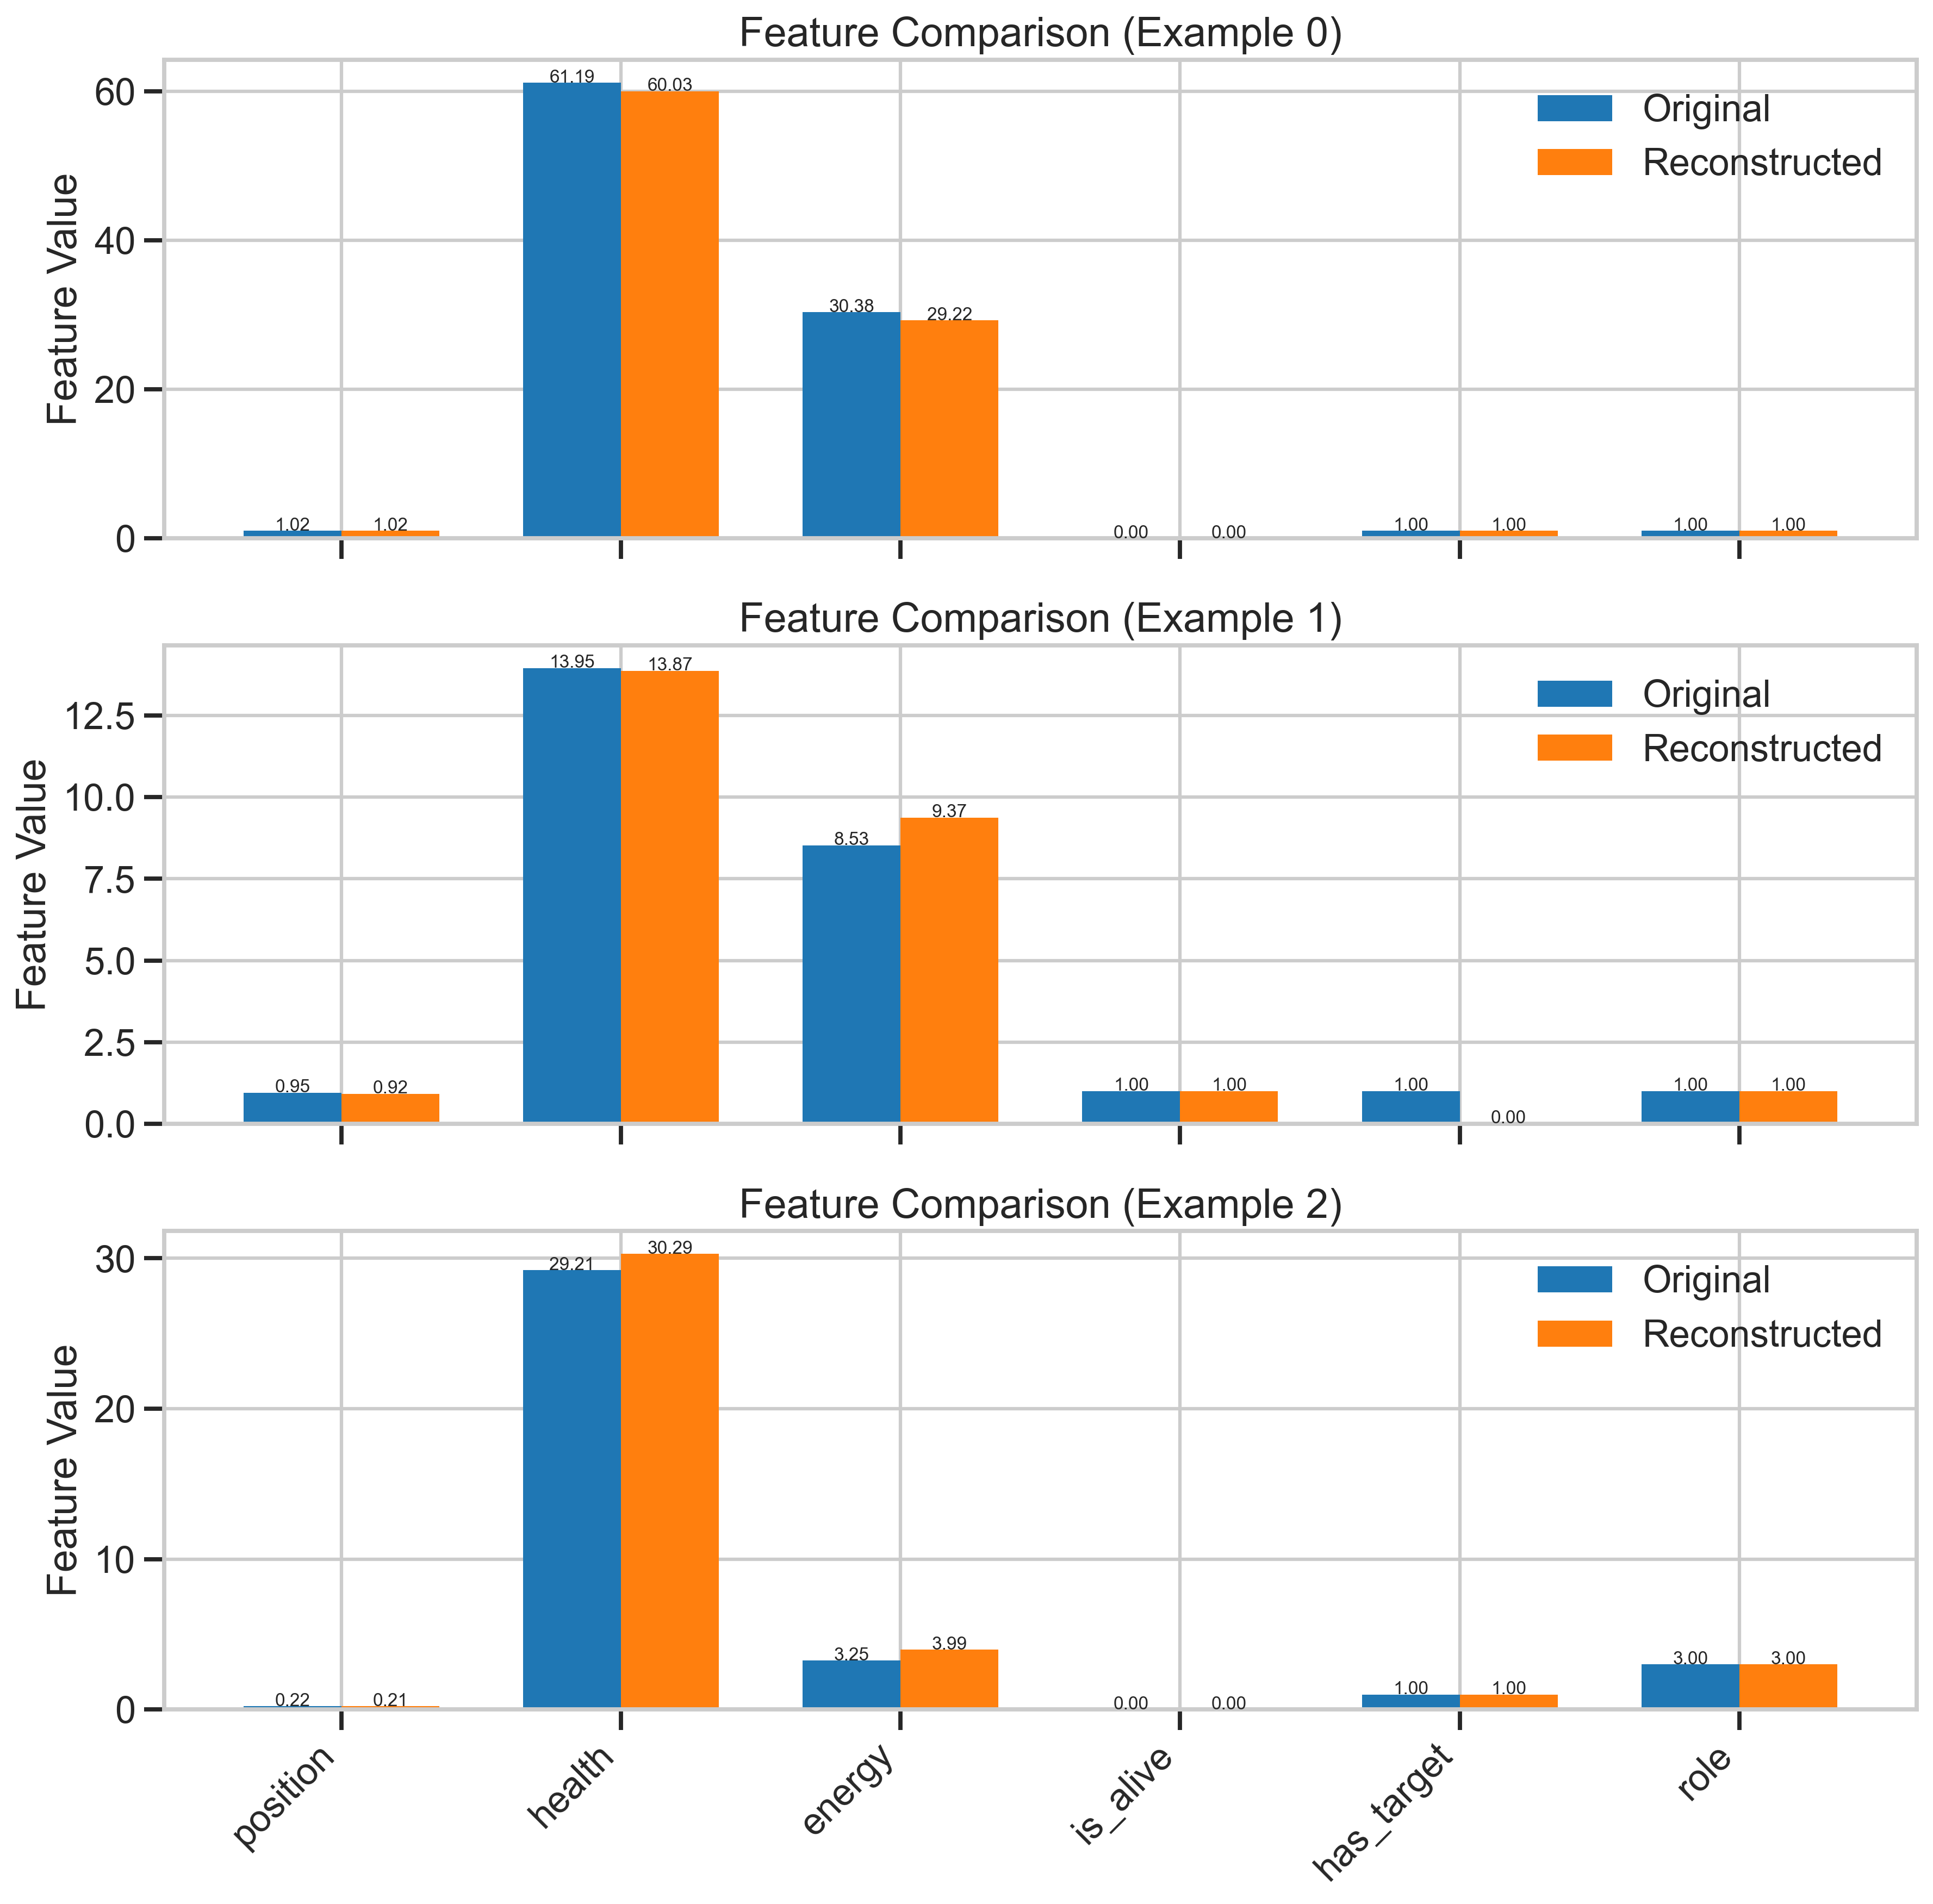 Feature Comparison (Example 0)
Feature Value
60
40
20
0
61.19
60.03
30.38
29.22
1.02
1.02
0.00
0.00
1.00
1.00
1.00
1.00
Original
Reconstructed
Feature Comparison (Example 1)
Feature Value
12.5
10.0
7.5
5.0
2.5
0.0
0.95
0.92
13.95
13.87
8.53
9.37
1.00
1.00
1.00
0.00
1.00
1.00
Original
Reconstructed
Feature Comparison (Example 2)
Feature Value
30
20
10
0
0.22
0.21
29.21
30.29
3.25
3.99
0.00
0.00
1.00
1.00
3.00
3.00
Original
Reconstructed
position
health
energy
is_alive
has_target
role